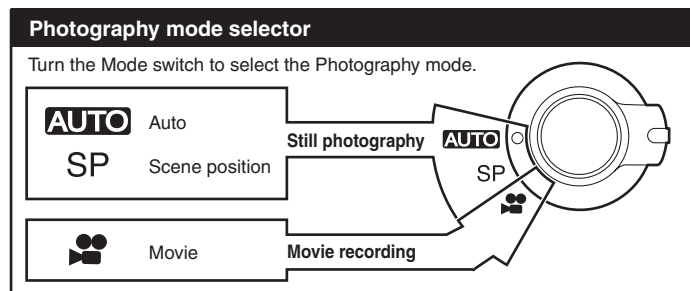 Photography mode selector
Turn the Mode switch to select the Photography mode.
AUTO Auto
SP Scene position
Still photography
AUTO
SP
Movie
Movie recording